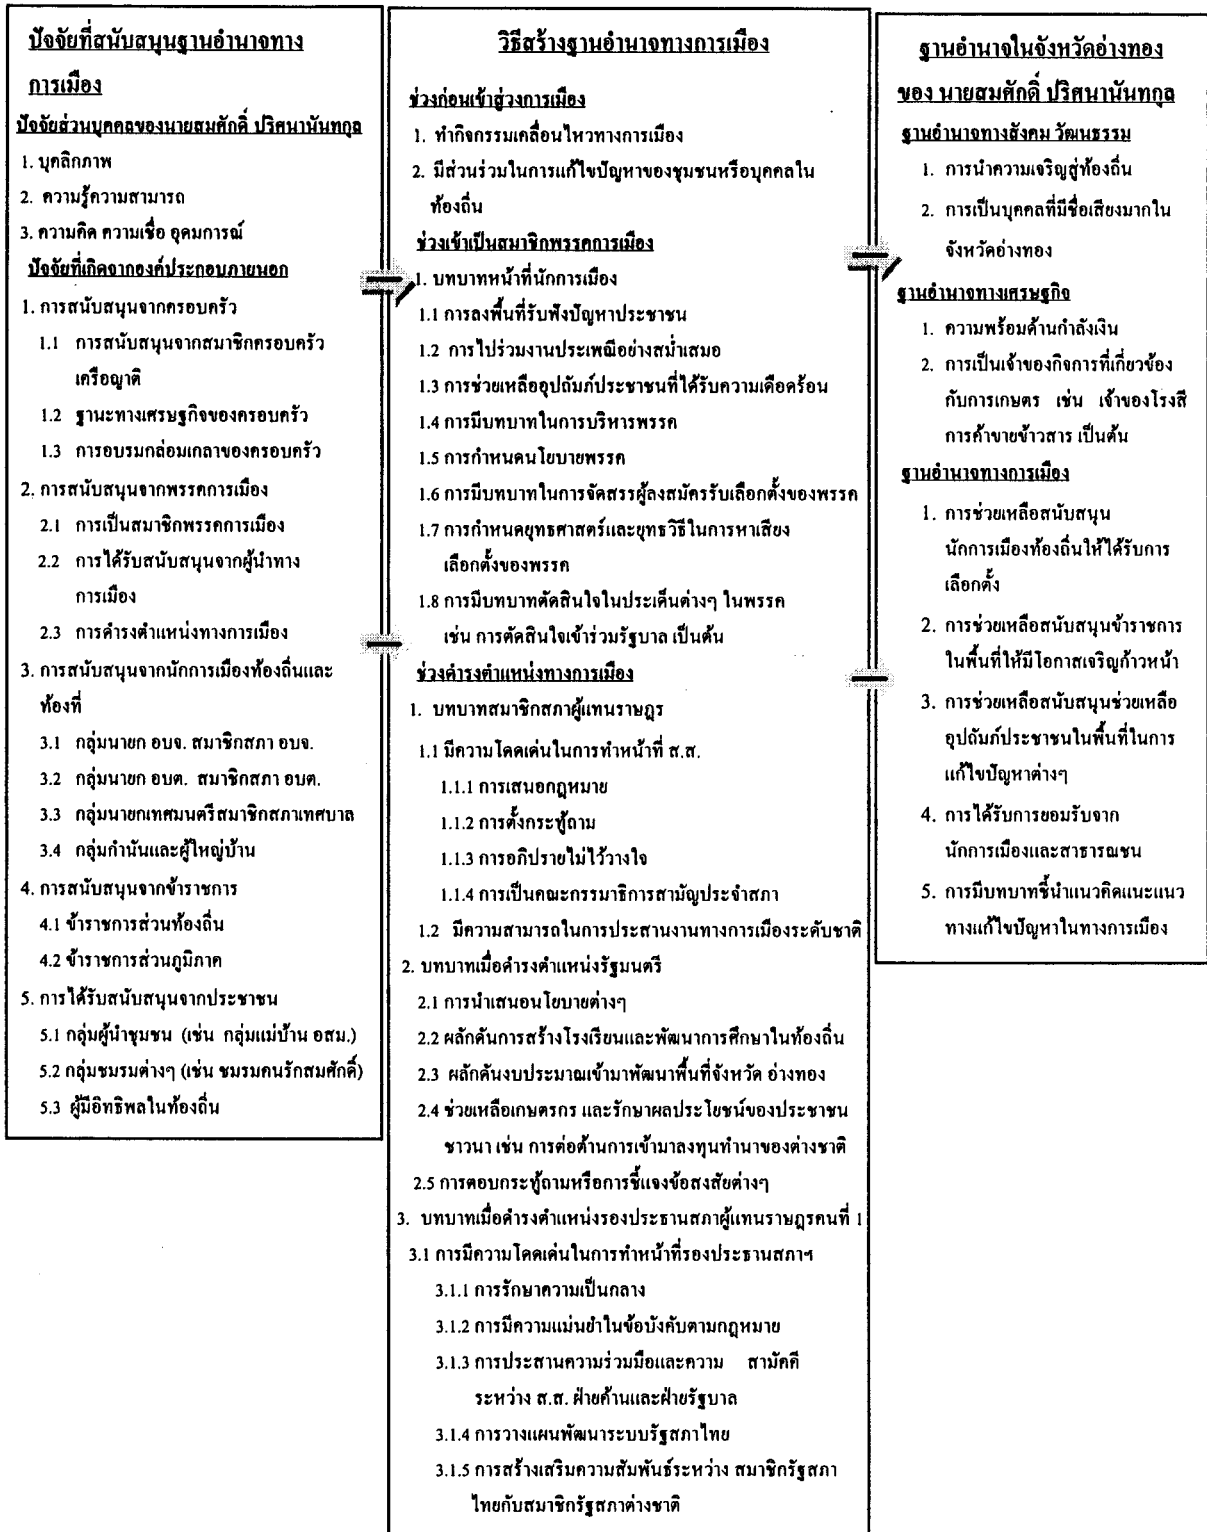 ปัจจัยที่สนับสนุนฐานอำนาจทาง
การเมือง
ปัจจัยส่วนบุคคลของนายสมศักดิ์ ปริศนานันทกุล
1. บุคลิกภาพ
2. ความรู้ความสามารถ
3. ความคิด ความเชื่อ อุดมการณ์
ปัจจัยที่เกิดจากองค์ประกอบภายนอก
1. การสนับสนุนจากครอบครัว
1.1 การสนับสนุนจากสมาชิกครอบครัว
เครือญาติ
1.2 ฐานะทางเศรษฐกิจของครอบครัว
1.3 การอบรมกล่อมเกลาของครอบครัว
2. การสนับสนุนจากพรรคการเมือง
2.1 การเป็นสมาชิกพรรคการเมือง
2.2 การได้รับสนับสนุนจากผู้นำทาง
การเมือง
2.3 การดำรงตำแหน่งทางการเมือง
3. การสนับสนุนจากนักการเมืองท้องถิ่นและ
ท้องที่
3.1 กลุ่มนายก อบจ. สมาชิกสภา อบจ.
3.2 กลุ่มนายก อบต. สมาชิกสภา อบต.
3.3 กลุ่มนายกเทศมนตรีสมาชิกสภาเทศบาล
3.4 กลุ่มกำนันและผู้ใหญ่บ้าน
4. การสนับสนุนจากข้าราชการ
4.1 ข้าราชการส่วนท้องถิ่น
4.2 ข้าราชการส่วนภูมิภาค
5. การได้รับสนับสนุนจากประชาชน
5.1 กลุ่มผู้นำชุมชน (เช่น กลุ่มแม่บ้าน อสม.)
5.2 กลุ่มชมรมต่างๆ (เช่น ชมรมคนรักสมศักดิ์)
5.3 ผู้มีอิทธิพลในท้องถิ่น
วิธีสร้างฐานอำนาจทางการเมือง
ช่วงก่อนเข้าสู่วงการเมือง
1. ทำกิจกรรมเคลื่อนไหวทางการเมือง
2. มีส่วนร่วมในการแก้ไขปัญหาของชุมชนหรือบุคคลใน
ท้องถิ่น
ช่วงเข้าเป็นสมาชิกพรรคการเมือง
1. บทบาทหน้าที่นักการเมือง
1.1 การลงพื้นที่รับฟังปัญหาประชาชน
1.2 การไปร่วมงานประเพณีอย่างสม่ำเสมอ
1.3 การช่วยเหลืออุปถัมภ์ประชาชนที่ได้รับความเดือดร้อน
1.4 การมีบทบาทในการบริหารพรรค
1.5 การกำหนดนโยบายพรรค
1.6 การมีบทบาทในการจัดสรรผู้ลงสมัครรับเลือกตั้งของพรรค
1.7 การกำหนดยุทธศาสตร์และยุทธวิธีในการหาเสียง
เลือกตั้งของพรรค
1.8 การมีบทบาทตัดสินใจในประเด็นต่างๆ ในพรรค
เช่น การตัดสินใจเข้าร่วมรัฐบาล เป็นต้น
ช่วงดำรงตำแหน่งทางการเมือง
1. บทบาทสมาชิกสภาผู้แทนราษฎร
1.1 มีความโดดเด่นในการทำหน้าที่ ส.ส.
1.1.1 การเสนอกฎหมาย
1.1.2 การตั้งกระทู้ถาม
1.1.3 การอภิปรายไม่ไว้วางใจ
1.1.4 การเป็นคณะกรรมาธิการสามัญประจำสภา
1.2 มีความสามารถในการประสานงานทางการเมืองระดับชาติ
2. บทบาทเมื่อดำรงตำแหน่งรัฐมนตรี
2.1 การนำเสนอนโยบายต่างๆ
2.2 ผลักดันการสร้างโรงเรียนและพัฒนาการศึกษาในท้องถิ่น
2.3 ผลักดันงบประมาณเข้ามาพัฒนาพื้นที่จังหวัด อ่างทอง
2.4 ช่วยเหลือเกษตรกร และรักษาผลประโยชน์ของประชาชน
ชาวนา เช่น การต่อต้านการเข้ามาลงทุนทำนาของต่างชาติ
2.5 การตอบกระทู้ถามหรือการชี้แจงข้อสงสัยต่างๆ
3. บทบาทเมื่อดำรงตำแหน่งรองประธานสภาผู้แทนราษฎรคนที่ 1
3.1 การมีความโดดเด่นในการทำหน้าที่รองประธานสภาฯ
3.1.1 การรักษาความเป็นกลาง
3.1.2 การมีความแม่นยำในข้อบังคับตามกฎหมาย
3.1.3 การประสานความร่วมมือและความ สามัคคี
ระหว่าง ส.ส. ฝ่ายค้านและฝ่ายรัฐบาล
3.1.4 การวางแผนพัฒนาระบบรัฐสภาไทย
3.1.5 การสร้างเสริมความสัมพันธ์ระหว่าง สมาชิกรัฐสภา
ไทยกับสมาชิกรัฐสภาต่างชาติ
ฐานอำนาจในจังหวัดอ่างทอง
ของ นายสมศักดิ์ ปริศนานันทกุล
ฐานอำนาจทางสังคม วัฒนธรรม
1. การนำความเจริญสู่ท้องถิ่น
2. การเป็นบุคคลที่มีชื่อเสียงมากใน
จังหวัดอ่างทอง
ฐานอำนาจทางเศรษฐกิจ
1. ความพร้อมด้านกำลังเงิน
2. การเป็นเจ้าของกิจการที่เกี่ยวข้อง
กับการเกษตร เช่น เจ้าของโรงสี
การค้าขายข้าวสาร เป็นต้น
ฐานอำนาจทางการเมือง
1. การช่วยเหลือสนับสนุน
นักการเมืองท้องถิ่นให้ได้รับการ
เลือกตั้ง
2. การช่วยเหลือสนับสนุนข้าราชการ
ในพื้นที่ให้มีโอกาสเจริญก้าวหน้า
3. การช่วยเหลือสนับสนุนช่วยเหลือ
อุปถัมภ์ประชาชนในพื้นที่ในการ
แก้ไขปัญหาต่างๆ
4. การได้รับการยอมรับจาก
นักการเมืองและสาธารณชน
5. การมีบทบาทชี้นำแนวคิดแนะแนว
ทางแก้ไขปัญหาในทางการเมือง